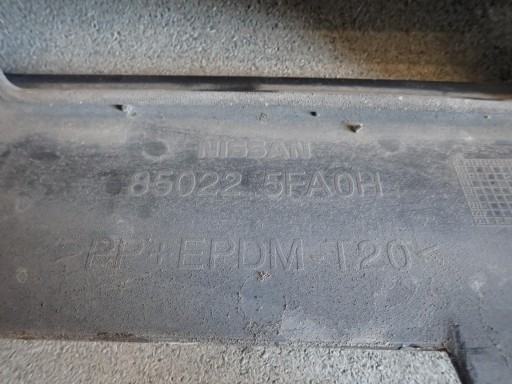 NISSAN
85022 5FA0H
>PP+EPDM-T20<